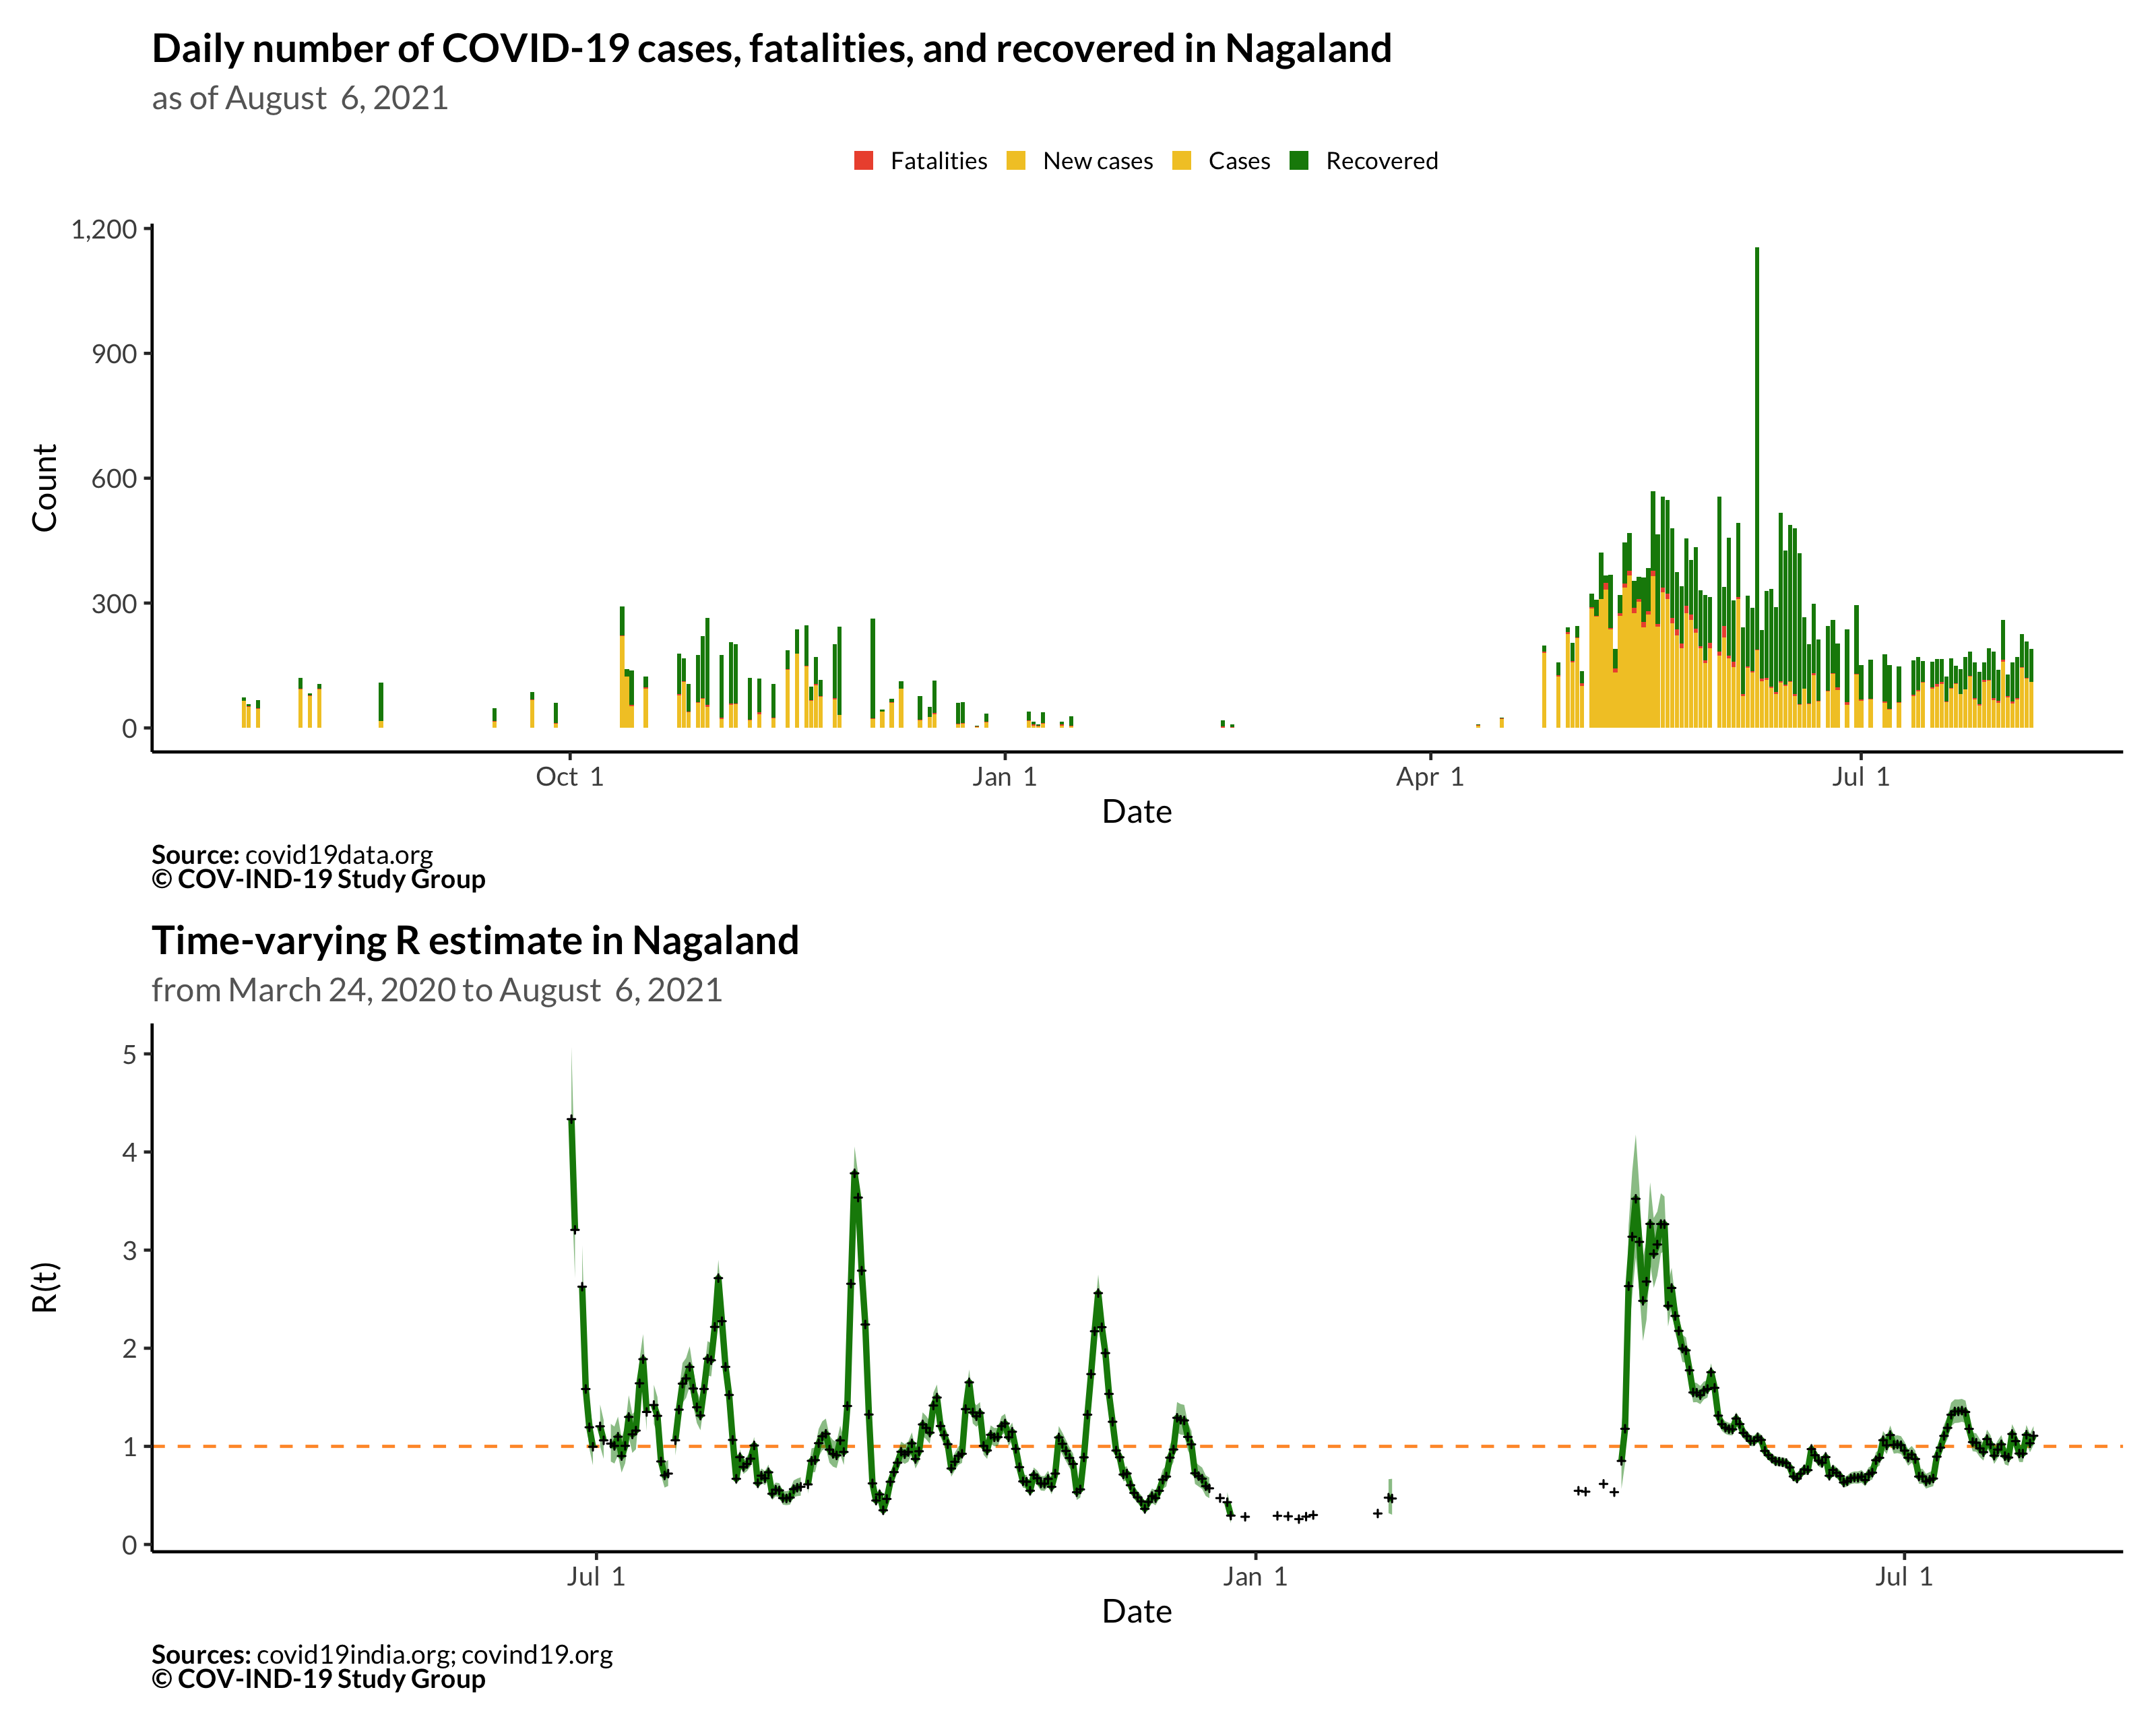 Daily number of COVID-19 cases, fatalities, and recovered in Nagaland
as of August  6, 2021
Fatalities New cases Cases Recovered
1,200
900
600
300
0
Count
Oct  1 Jan  1 Apr  1 Jul  1
Date
Source: covid19data.org
© COV-IND-19 Study Group
Time-varying R estimate in Nagaland
from March 24, 2020 to August  6, 2021
5
4
3
2
1
0
R(t)
Jul  1 Jan  1 Jul  1
Date
Sources: covid19india.org; covind19.org
© COV-IND-19 Study Group